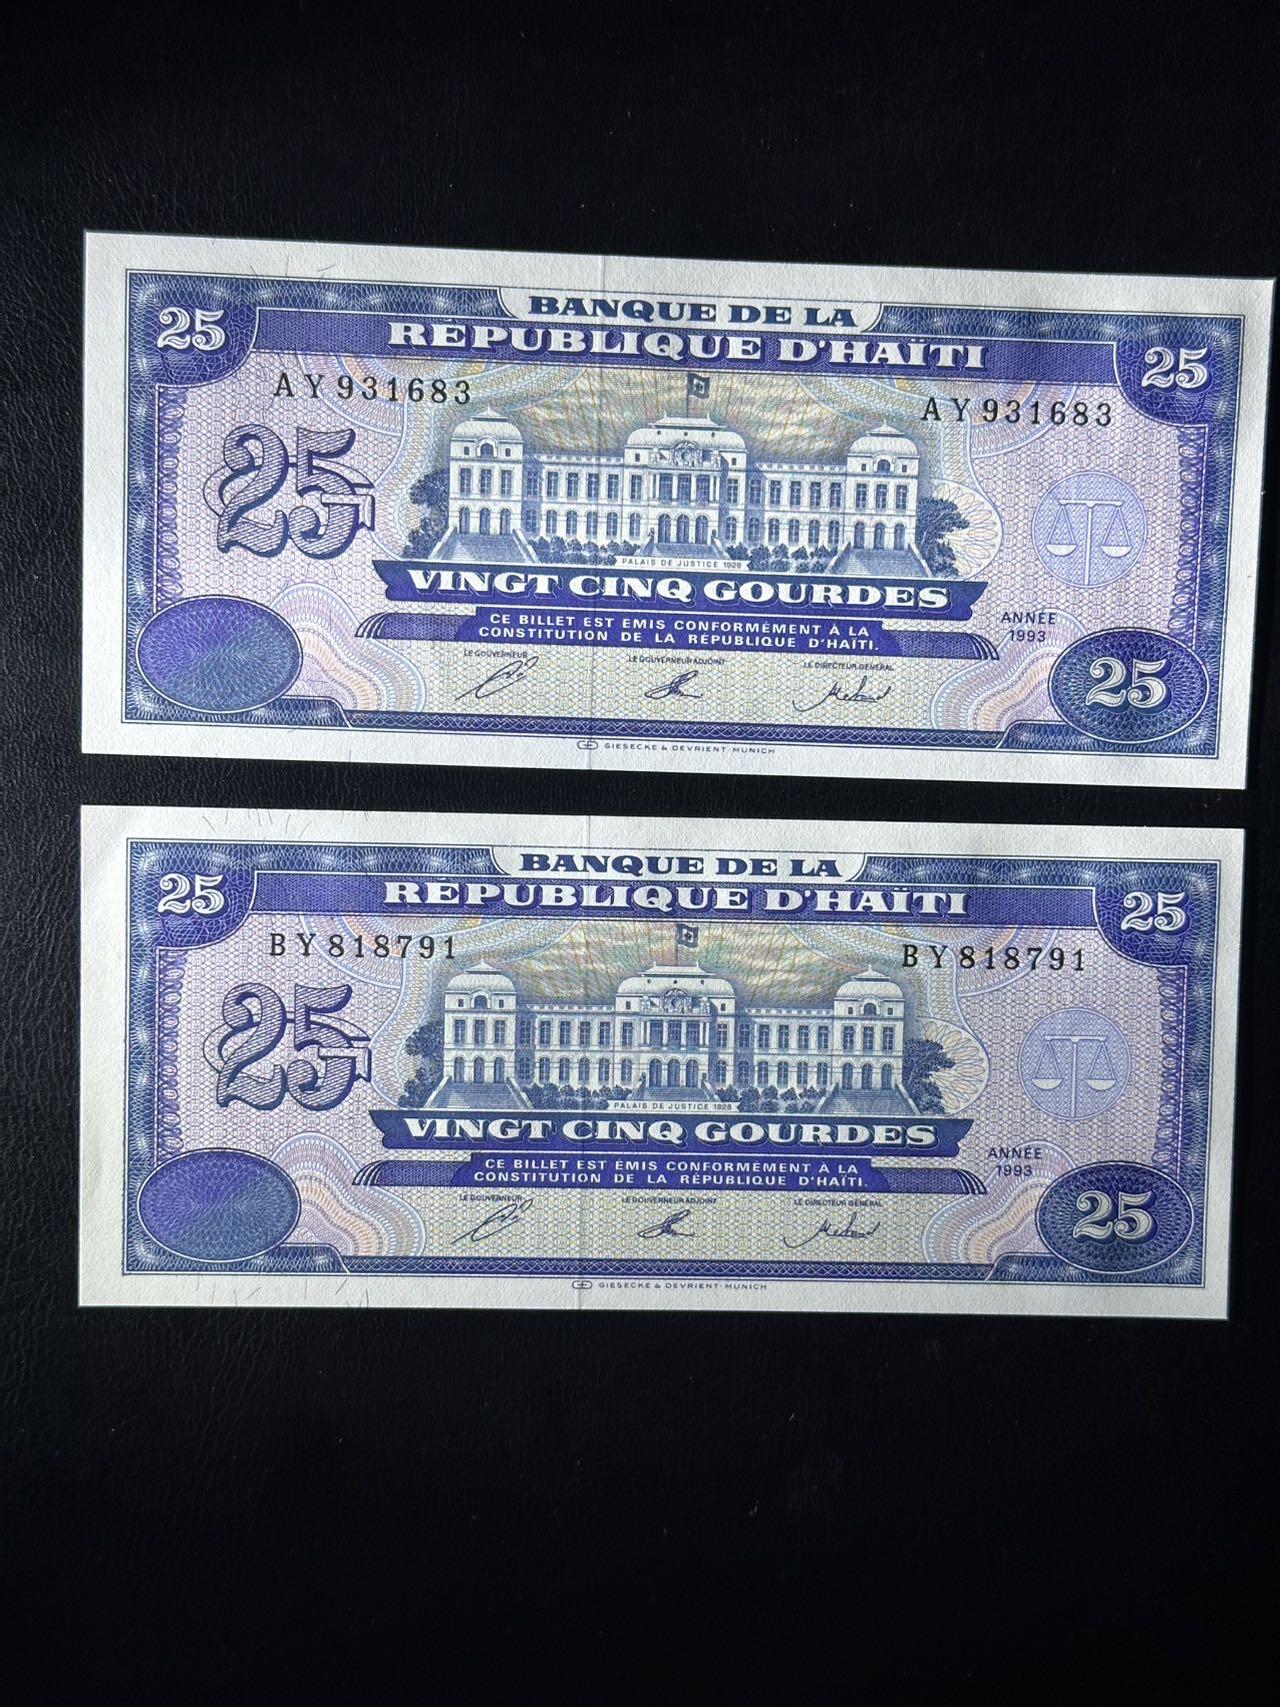 BANQUE DE LA
25 RÉPUBLIQUE D'HAÏTI 25
AY931683 AY931683
25
PALAIS DE JUSTICE 1928
VINGT CINQ GOURDES
CE BILLET EST EMIS CONFORMÉMENT À LA
CONSTITUTION DE LA RÉPUBLIQUE D'HAÏTI.
ANNÉE
1993
LE GOUVERNEUR LE GOUVERNEUR ADJOINT LE DIRECTEUR GÉNÉRAL
25
GIESECKE & DEVRIENT MUNICH
BANQUE DE LA
25 RÉPUBLIQUE D'HAÏTI 25
BY818791 BY818791
25
PALAIS DE JUSTICE 1928
VINGT CINQ GOURDES
CE BILLET EST EMIS CONFORMÉMENT À LA
CONSTITUTION DE LA RÉPUBLIQUE D'HAÏTI.
ANNÉE
1993
LE GOUVERNEUR LE GOUVERNEUR ADJOINT LE DIRECTEUR GÉNÉRAL
25
GIESECKE & DEVRIENT MUNICH